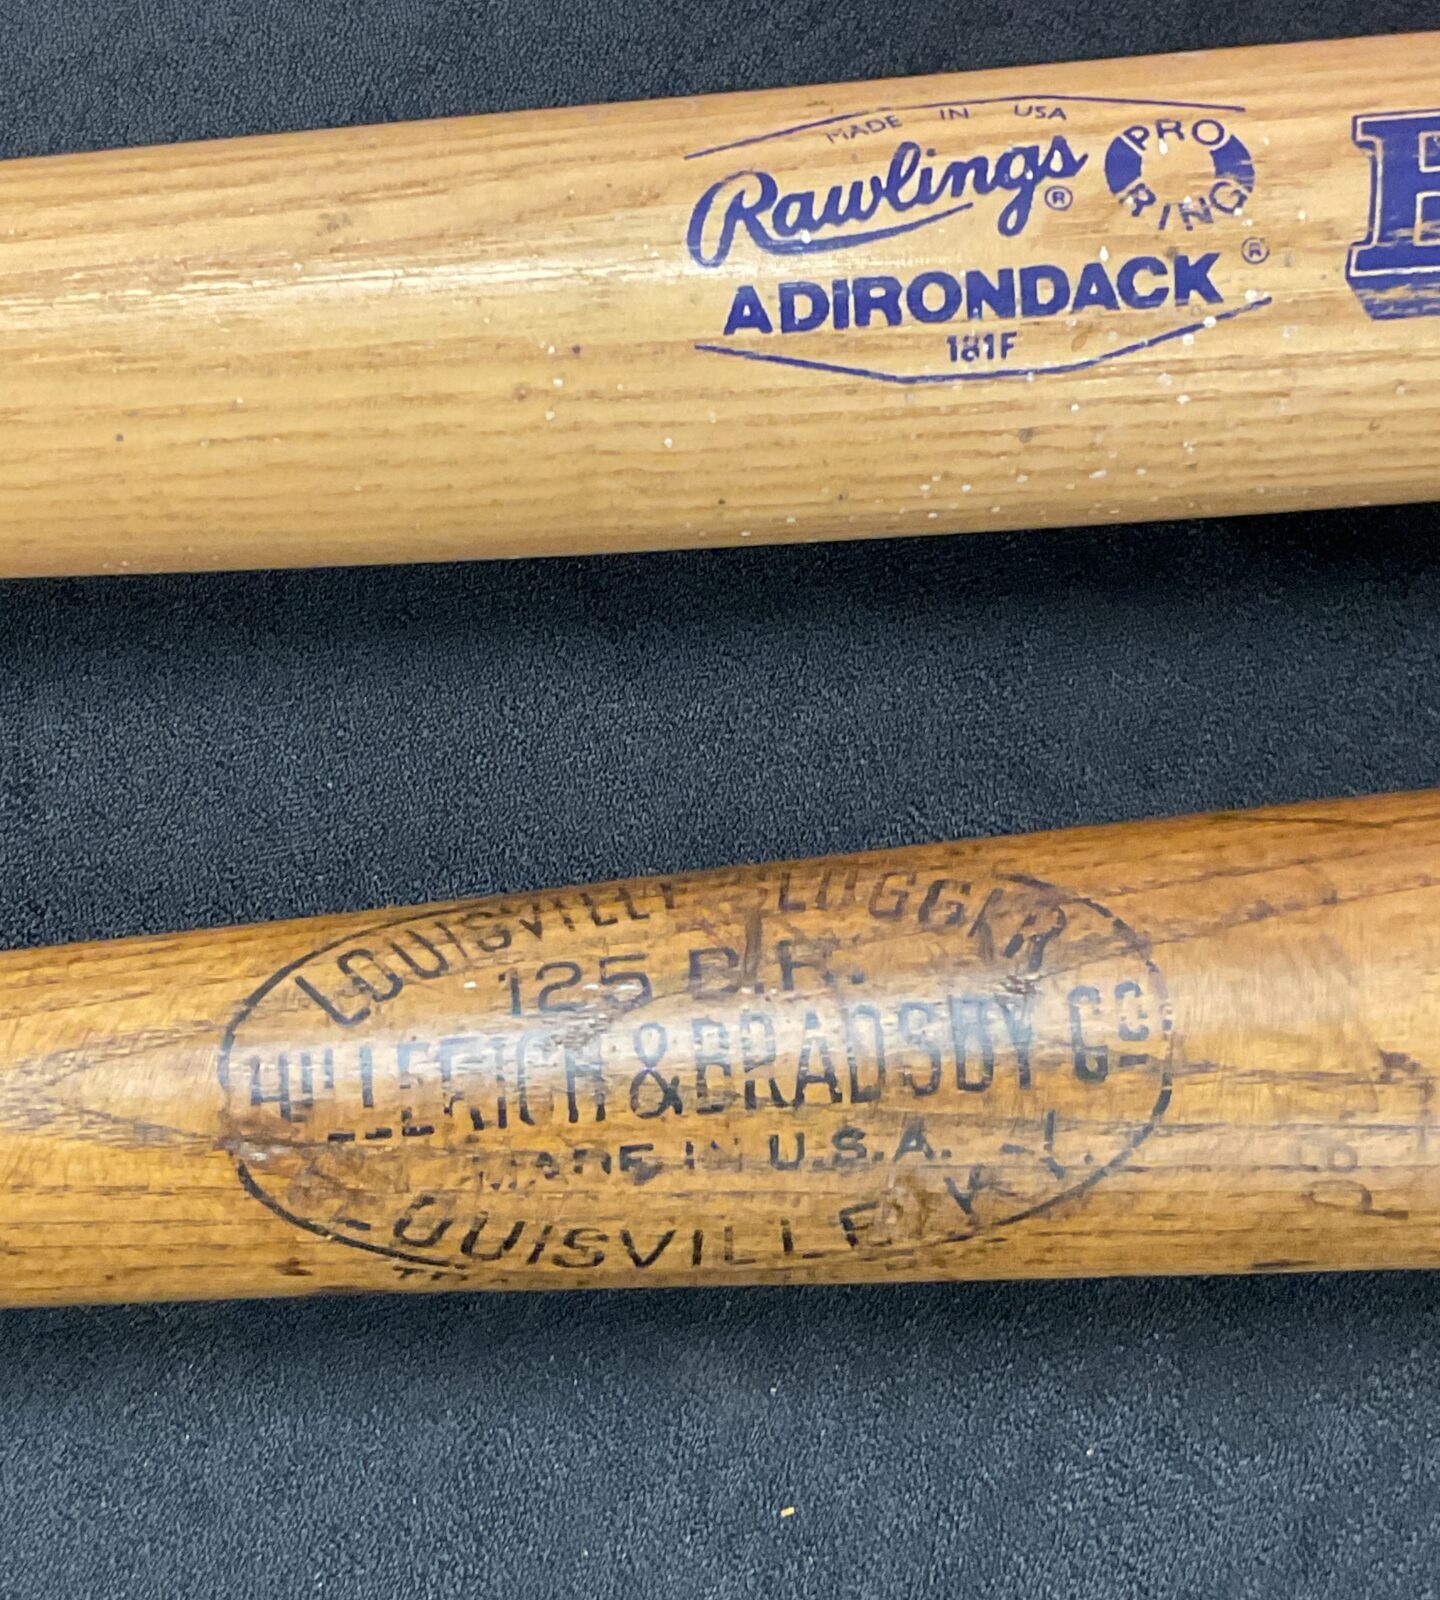 MADE IN USA
Rawlings®
PRO RING
ADIRONDACK®
181F
LOUISVILLE SLUGGER
125
HILLERICH & BRADSBY Co
MADE IN U.S.A.
LOUISVILLE, KY.